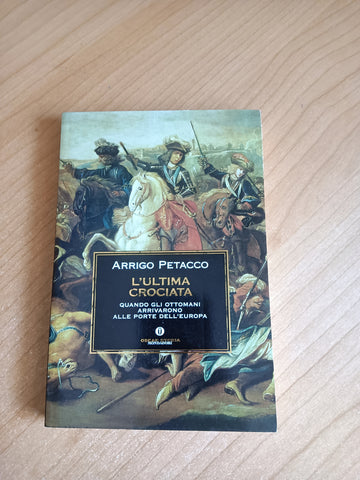 ARRIGO PETACCO
L'ULTIMA
CROCIATA
QUANDO GLI OTTOMANI
ARRIVARONO
ALLE PORTE DELL'EUROPA
OSCAR STORIA
MONDADORI